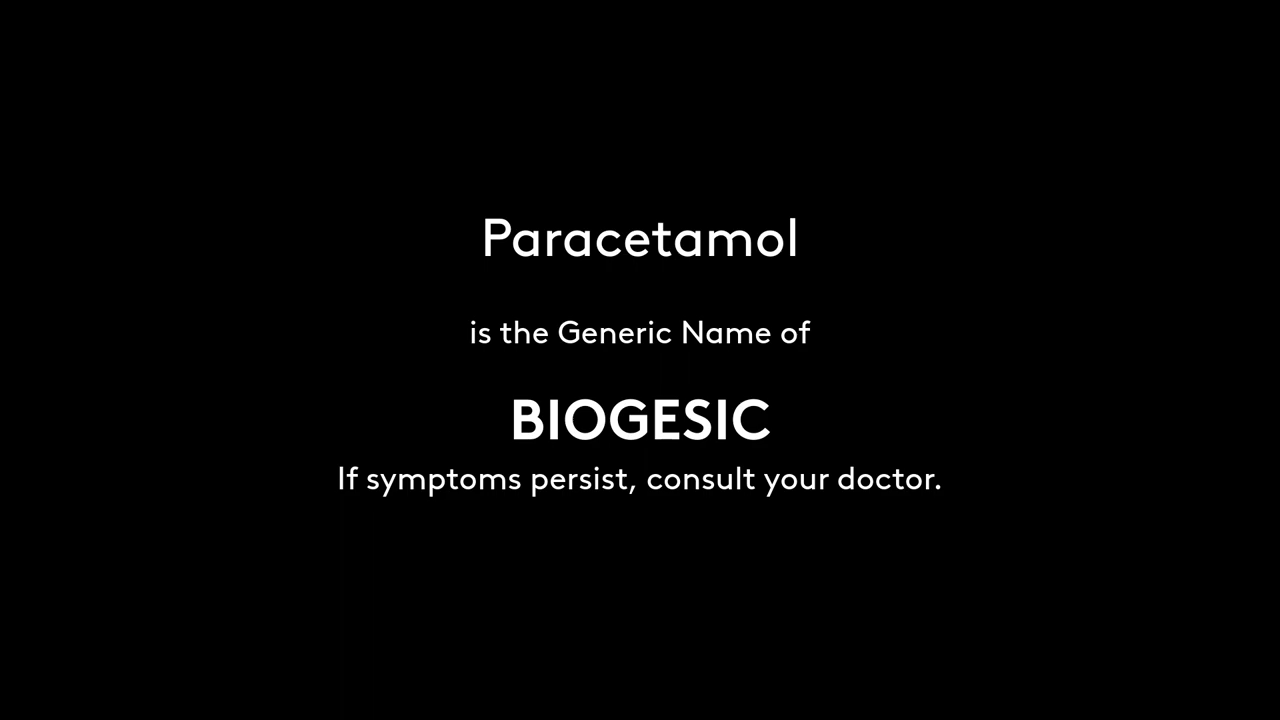 Paracetamol
is the Generic Name of
BIOGESIC
If symptoms persist, consult your doctor.